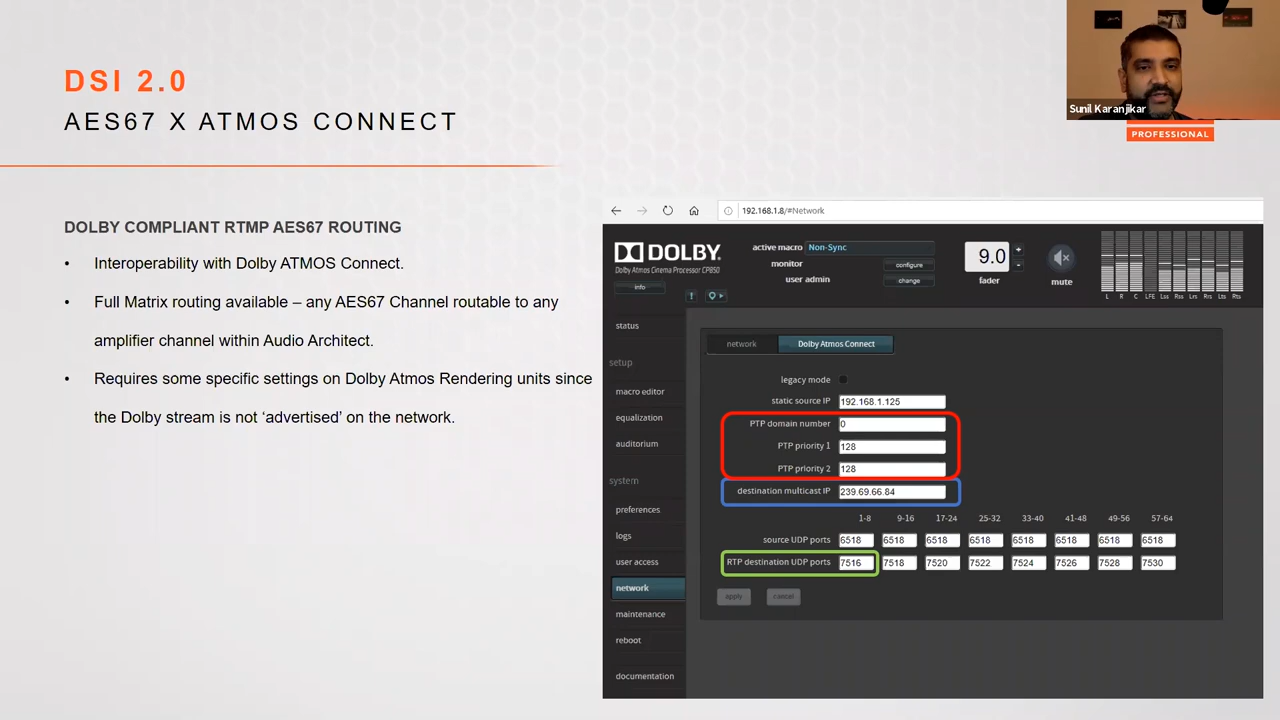 DSI 2.0
AES67 X ATMOS CONNECT
Sunil Karanjikar
PROFESSIONAL
DOLBY COMPLIANT RTMP AES67 ROUTING
• Interoperability with Dolby ATMOS Connect.
• Full Matrix routing available – any AES67 Channel routable to any
amplifier channel within Audio Architect.
• Requires some specific settings on Dolby Atmos Rendering units since
the Dolby stream is not ‘advertised’ on the network.
192.168.1.8/#Network
DOLBY
Dolby Atmos Cinema Processor CP850
info
active macro Non-Sync
monitor configure
user admin change
9.0 + -
fader
mute
L R C LFE Lss Rss Lrs Rrs Lts Rts
status
setup
macro editor
equalization
auditorium
system
preferences
logs
user access
network
maintenance
reboot
documentation
network Dolby Atmos Connect
legacy mode
static source IP 192.168.1.125
PTP domain number 0
PTP priority 1 128
PTP priority 2 128
destination multicast IP 239.69.66.84
1-8 9-16 17-24 25-32 33-40 41-48 49-56 57-64
source UDP ports 6518 6518 6518 6518 6518 6518 6518 6518
RTP destination UDP ports 7516 7518 7520 7522 7524 7526 7528 7530
apply cancel